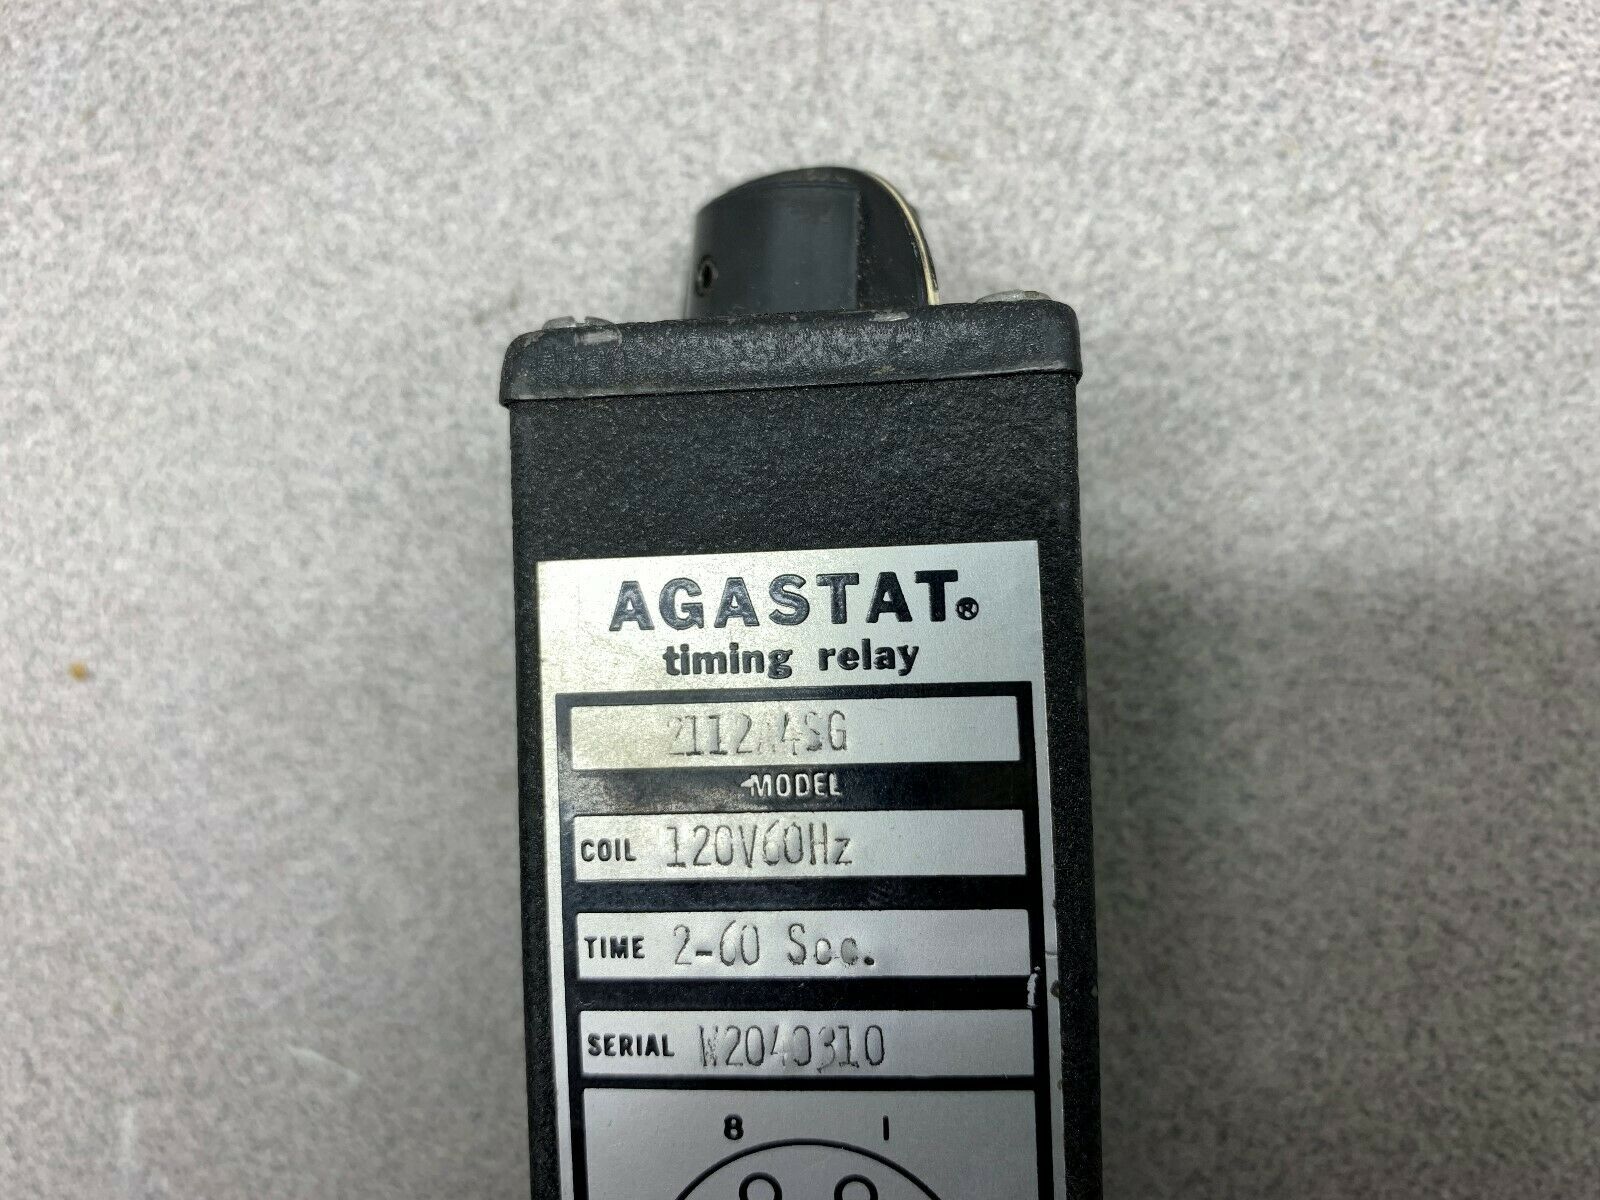 AGASTAT®
timing relay
2112A4SG
MODEL
COIL 120V60Hz
TIME 2-60 Sec.
SERIAL W2040310
8 1